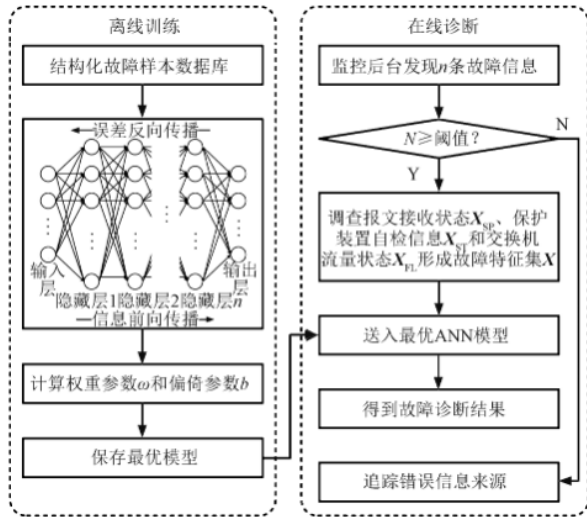 离线训练
结构化故障样本数据库
误差反向传播
输入
层
输出
层
隐藏层1
隐藏层2
隐藏层n
信息前向传播
计算权重参数ω和偏倚参数b
保存最优模型
在线诊断
监控后台发现n条故障信息
N≥阈值？
N
Y
调查报文接收状态X_SP、保护
装置自检信息X_ST和交换机
流量状态X_FL形成故障特征集X
送入最优ANN模型
得到故障诊断结果
追踪错误信息来源